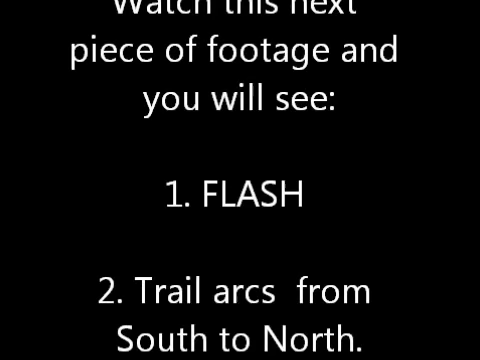 Watch this next
piece of footage and
you will see:
1. FLASH
2. Trail arcs  from
South to North.